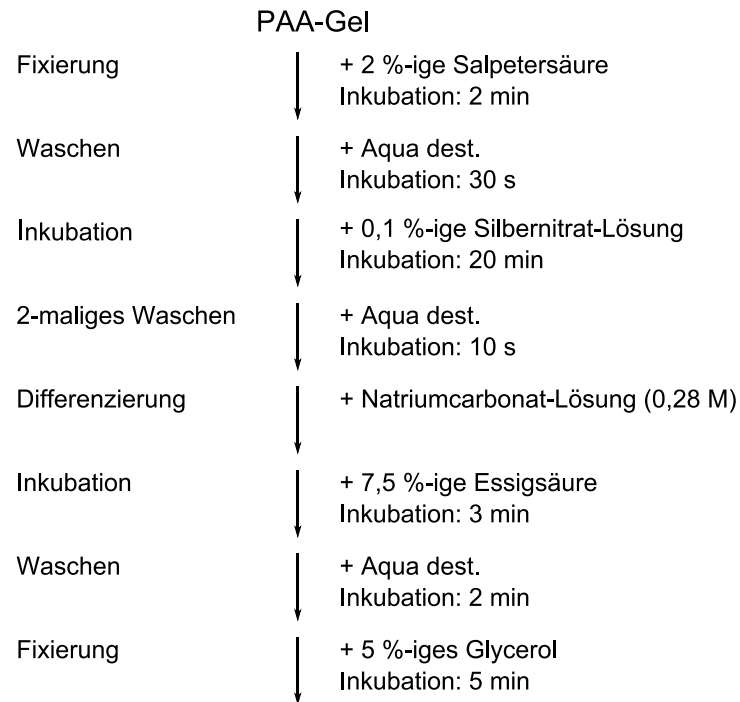 PAA-Gel
Fixierung + 2 %-ige Salpetersäure
Inkubation: 2 min
Waschen + Aqua dest.
Inkubation: 30 s
Inkubation + 0,1 %-ige Silbernitrat-Lösung
Inkubation: 20 min
2-maliges Waschen + Aqua dest.
Inkubation: 10 s
Differenzierung + Natriumcarbonat-Lösung (0,28 M)
Inkubation + 7,5 %-ige Essigsäure
Inkubation: 3 min
Waschen + Aqua dest.
Inkubation: 2 min
Fixierung + 5 %-iges Glycerol
Inkubation: 5 min